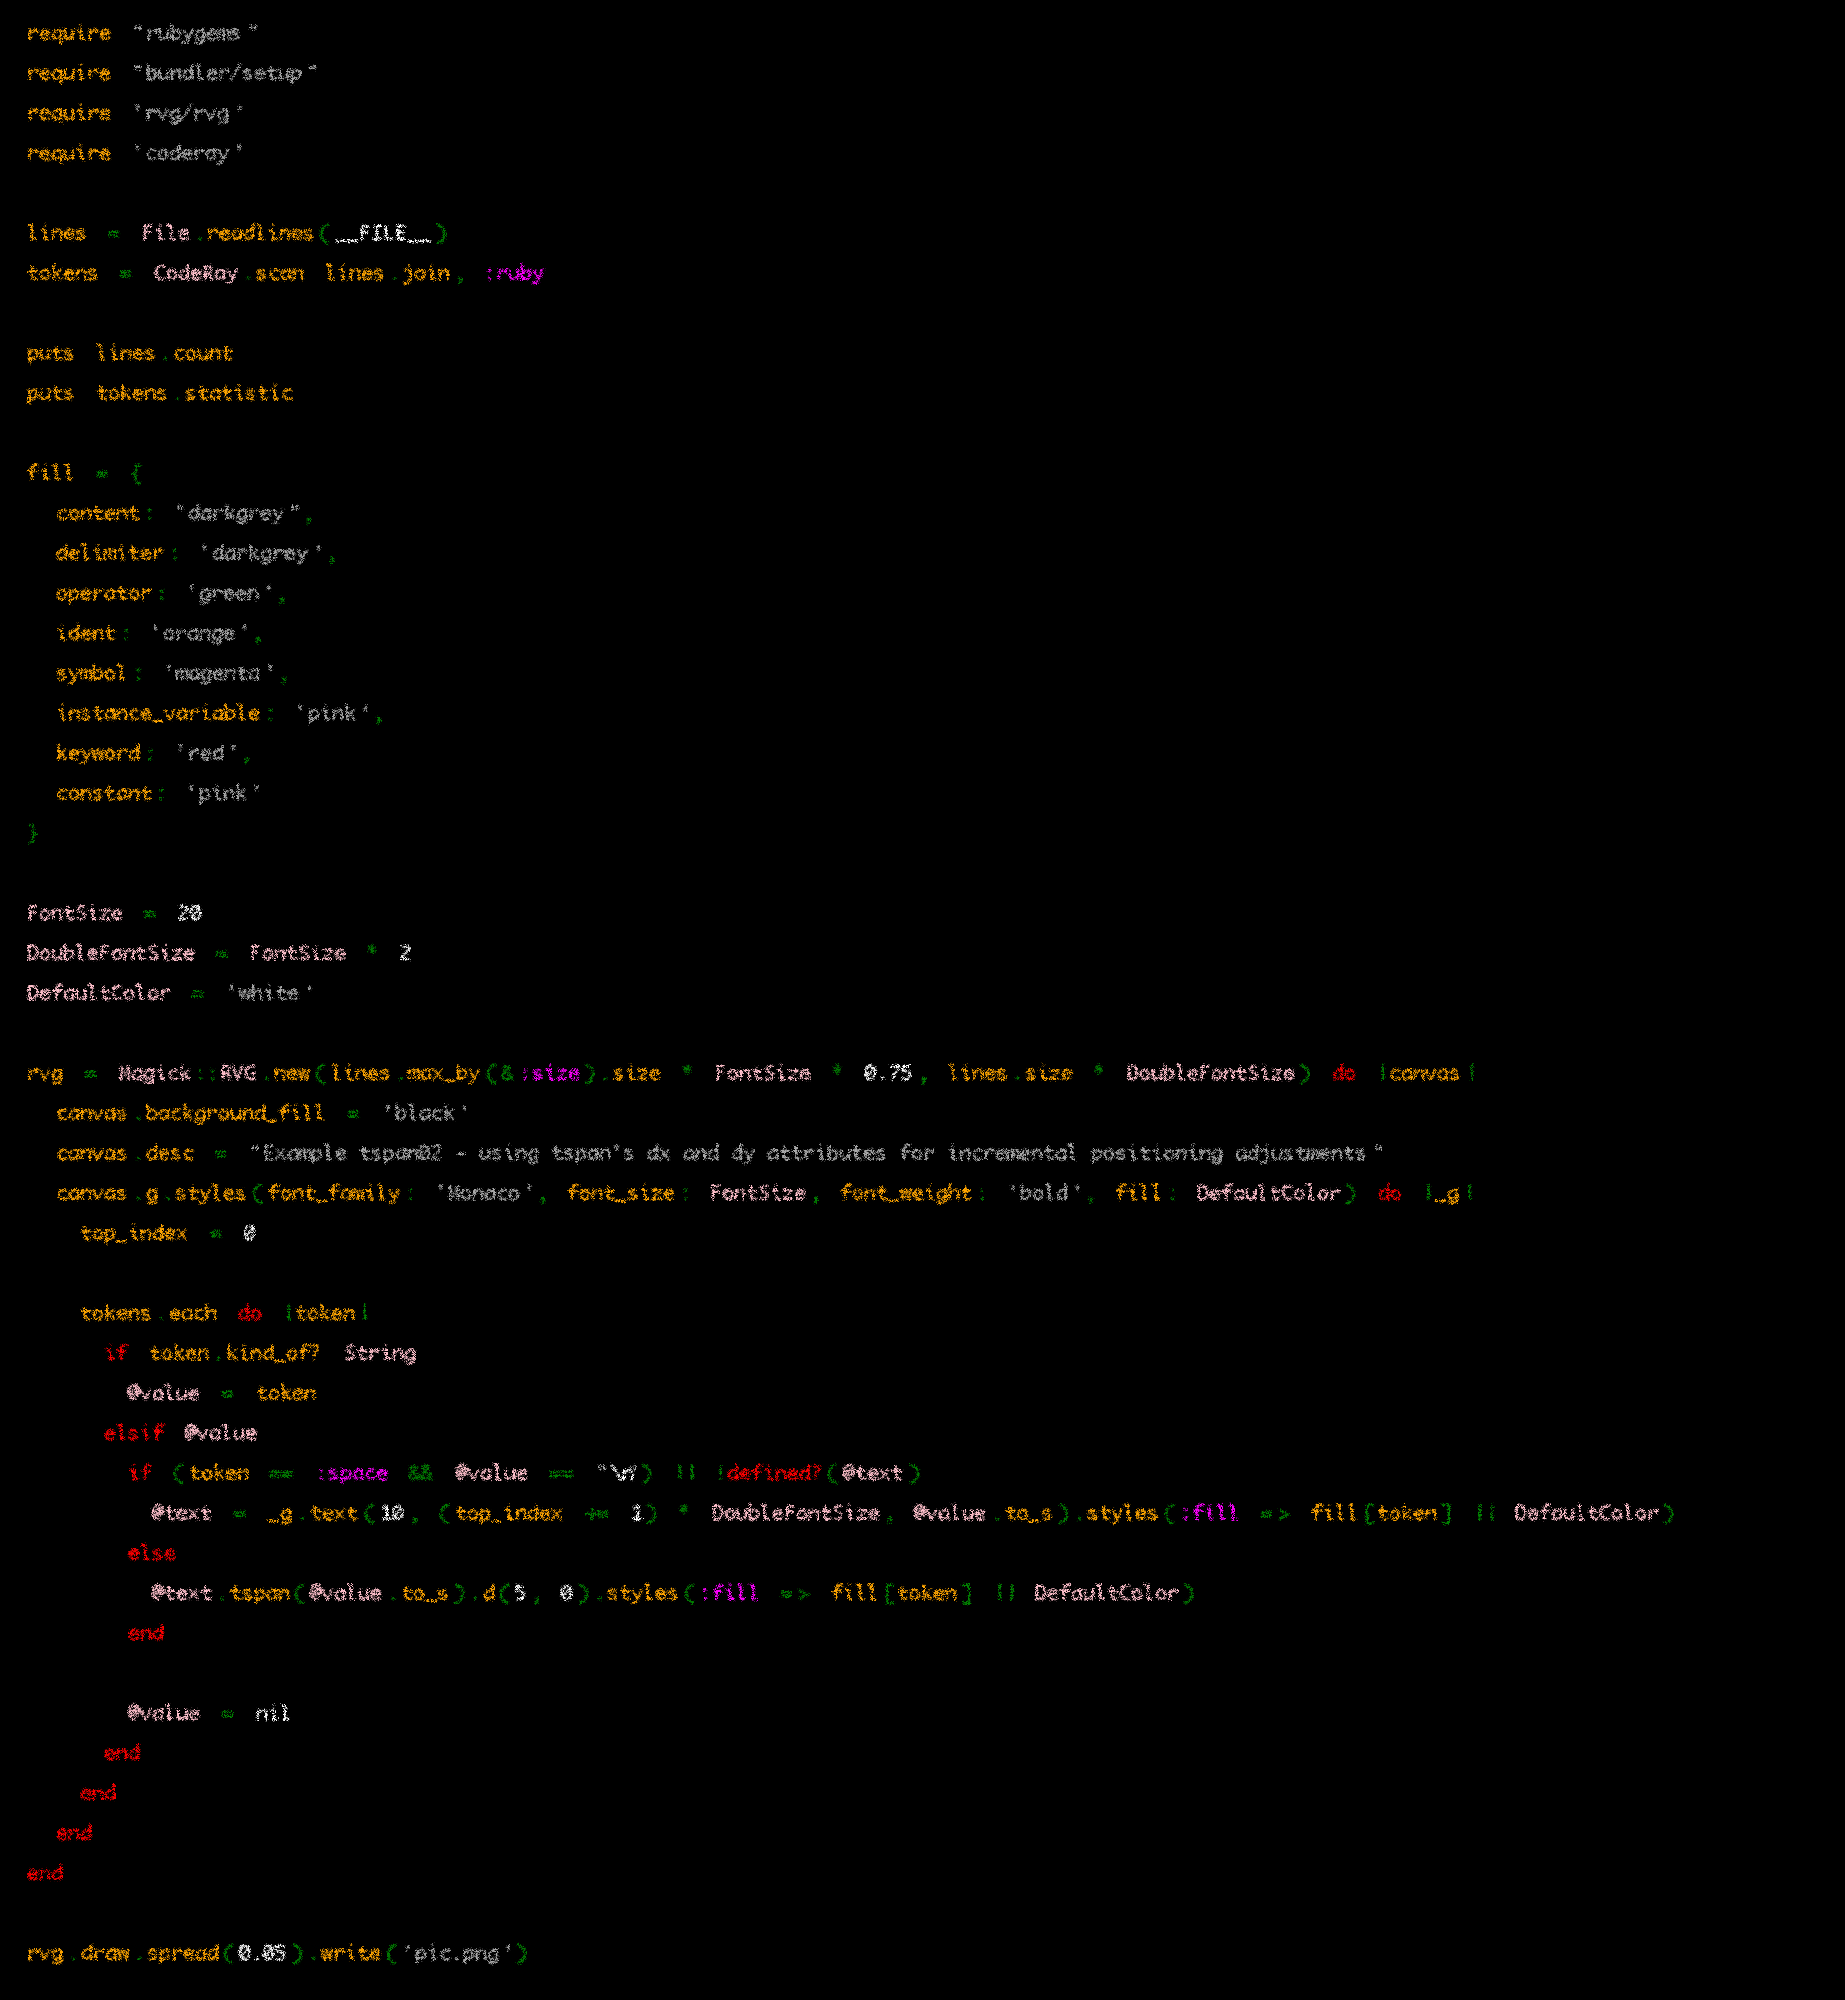 require "rubygems"
require "bundler/setup"
require 'rvg/rvg'
require 'coderay'
lines = File.readlines(__FILE__)
tokens = CodeRay.scan lines.join, :ruby
puts lines.count
puts tokens.statistic
fill = {
  content: "darkgrey",
  delimiter: 'darkgrey',
  operator: 'green',
  ident: 'orange',
  symbol: 'magenta',
  instance_variable: 'pink',
  keyword: 'red',
  constant: 'pink'
}
FontSize = 20
DoubleFontSize = FontSize * 2
DefaultColor = 'white'
rvg = Magick::RVG.new(lines.max_by(&:size).size * FontSize * 0.75, lines.size * DoubleFontSize) do |canvas|
  canvas.background_fill = 'black'
  canvas.desc = "Example tspan02 - using tspan's dx and dy attributes for incremental positioning adjustments"
  canvas.g.styles(font_family: 'Monaco', font_size: FontSize, font_weight: 'bold', fill: DefaultColor) do |_g|
    top_index = 0
    tokens.each do |token|
      if token.kind_of? String
        @value = token
      elsif @value
        if (token == :space && @value == "\n") || !defined?(@text)
          @text = _g.text(10, (top_index += 1) * DoubleFontSize, @value.to_s).styles(:fill => fill[token] || DefaultColor)
        else
          @text.tspan(@value.to_s).d(5, 0).styles(:fill => fill[token] || DefaultColor)
        end
        @value = nil
      end
    end
  end
end
rvg.draw.spread(0.05).write('pic.png')